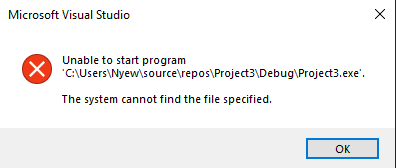 Microsoft Visual Studio
Unable to start program
'C:\Users\Nyew\source\repos\Project3\Debug\Project3.exe'.
The system cannot find the file specified.
OK